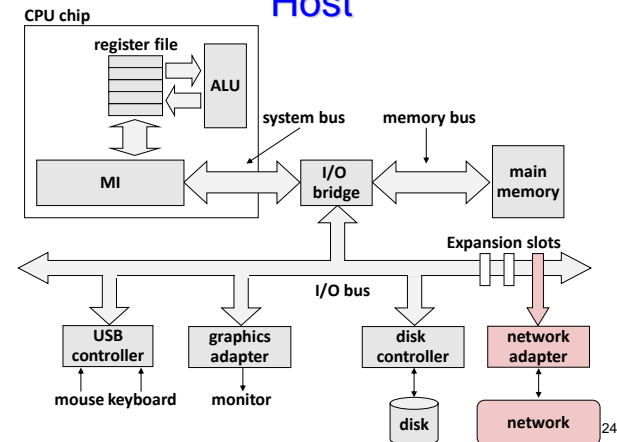 Host
CPU chip
register file
ALU
system bus
memory bus
MI
I/O
bridge
main
memory
Expansion slots
I/O bus
USB
controller
graphics
adapter
disk
controller
network
adapter
mouse keyboard
monitor
disk
network
24